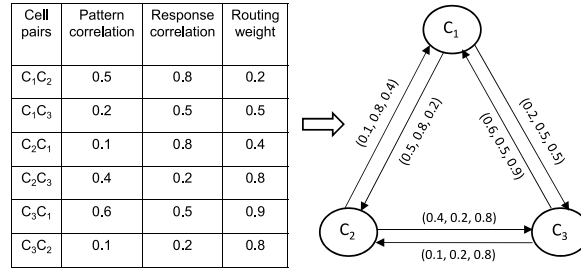 Cell pairs Pattern correlation Response correlation Routing weight
C₁C₂ 0.5 0.8 0.2
C₁C₃ 0.2 0.5 0.5
C₂C₁ 0.1 0.8 0.4
C₂C₃ 0.4 0.2 0.8
C₃C₁ 0.6 0.5 0.9
C₃C₂ 0.1 0.2 0.8
C₁
(0.1, 0.8, 0.4)
(0.5, 0.8, 0.2)
(0.6, 0.5, 0.9)
(0.2, 0.5, 0.5)
C₂
(0.4, 0.2, 0.8)
(0.1, 0.2, 0.8)
C₃